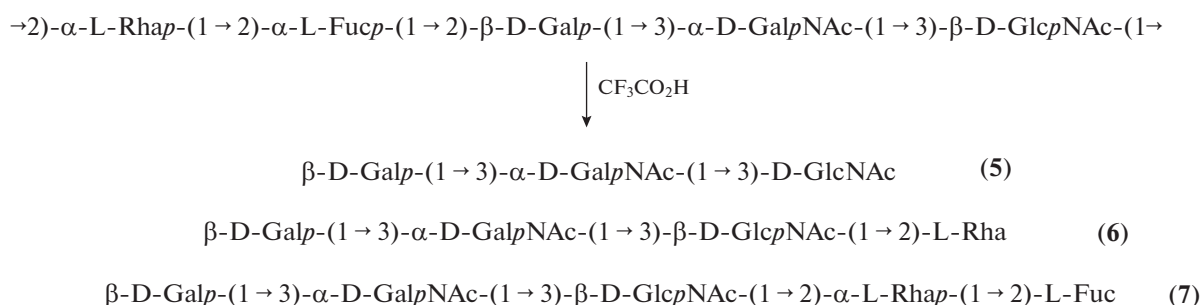 →2)-α-L-Rhap-(1 → 2)-α-L-Fucp-(1 → 2)-β-D-Galp-(1 → 3)-α-D-GalpNAc-(1 → 3)-β-D-GlcpNAc-(1→
CF₃CO₂H
β-D-Galp-(1 → 3)-α-D-GalpNAc-(1 → 3)-D-GlcNAc (5)
β-D-Galp-(1 → 3)-α-D-GalpNAc-(1 → 3)-β-D-GlcpNAc-(1 → 2)-L-Rha (6)
β-D-Galp-(1 → 3)-α-D-GalpNAc-(1 → 3)-β-D-GlcpNAc-(1 → 2)-α-L-Rhap-(1 → 2)-L-Fuc (7)